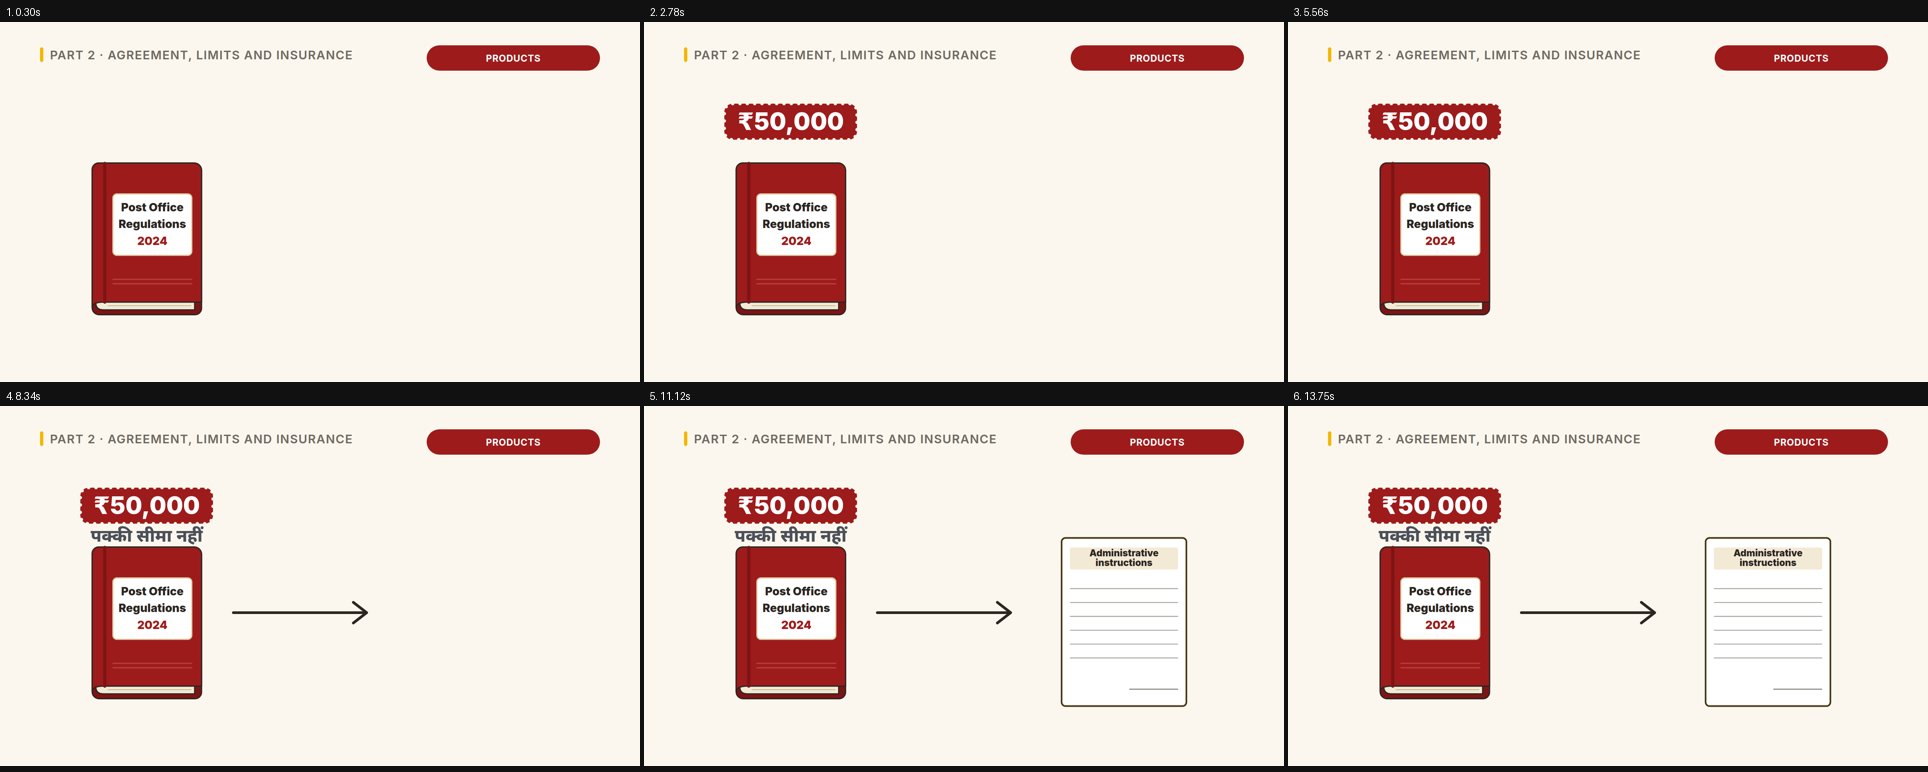 1. 0.30s
PART 2 · AGREEMENT, LIMITS AND INSURANCE
PRODUCTS
Post Office
Regulations
2024
2. 2.78s
PART 2 · AGREEMENT, LIMITS AND INSURANCE
PRODUCTS
₹50,000
Post Office
Regulations
2024
3. 5.56s
PART 2 · AGREEMENT, LIMITS AND INSURANCE
PRODUCTS
₹50,000
Post Office
Regulations
2024
4. 8.34s
PART 2 · AGREEMENT, LIMITS AND INSURANCE
PRODUCTS
₹50,000
पक्की सीमा नहीं
Post Office
Regulations
2024
5. 11.12s
PART 2 · AGREEMENT, LIMITS AND INSURANCE
PRODUCTS
₹50,000
पक्की सीमा नहीं
Post Office
Regulations
2024
Administrative
instructions
6. 13.75s
PART 2 · AGREEMENT, LIMITS AND INSURANCE
PRODUCTS
₹50,000
पक्की सीमा नहीं
Post Office
Regulations
2024
Administrative
instructions